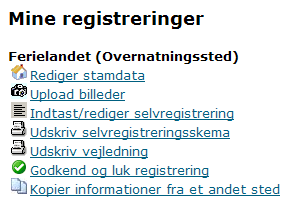 Mine registreringer
Ferielandet (Overnatningssted)
Rediger stamdata
Upload billeder
Indtast/rediger selvregistrering
Udskriv selvregistreringsskema
Udskriv vejledning
Godkend og luk registrering
Kopier informationer fra et andet sted